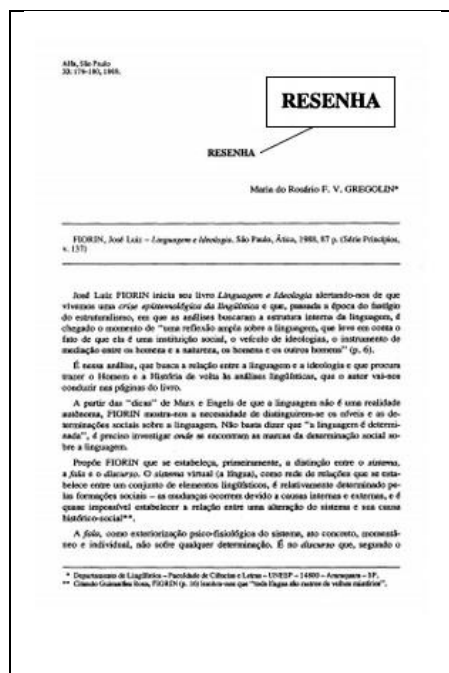 Alfa, São Paulo
33: 179-180, 1989.
RESENHA
RESENHA
Maria do Rosário F. V. GREGOLIN*
FIORIN, José Luiz – Linguagem e Ideologia. São Paulo, Ática, 1988, 87 p. (Série Princípios,
v. 137)
José Luiz FIORIN inicia seu livro Linguagem e Ideologia alertando-nos de que
vivemos uma crise epistemológica da lingüística e que, passada a época do fastígio
do estruturalismo, em que as análises buscaram a estrutura interna da linguagem, é
chegado o momento de "uma reflexão ampla sobre a linguagem, que leve em conta o
fato de que ela é uma instituição social, o veículo de ideologias, o instrumento de
mediação entre os homens e a natureza, os homens e os outros homens" (p. 6).
É nessa análise, que busca a relação entre a linguagem e a ideologia e que procura
trazer o Homem e a História de volta às análises lingüísticas, que o autor vai-nos
conduzir nas páginas do livro.
A partir das "dicas" de Marx e Engels de que a linguagem não é uma realidade
autônoma, FIORIN mostra-nos a necessidade de distinguirem-se os níveis e as de-
terminações sociais sobre a linguagem. Não basta dizer que "a linguagem é determi-
nada", é preciso investigar onde se encontram as marcas da determinação social so-
bre a linguagem.
Propõe FIORIN que se estabeleça, primeiramente, a distinção entre o sistema,
a fala e o discurso. O sistema virtual (a língua), como rede de relações que se esta-
belece entre um conjunto de elementos lingüísticos, é relativamente determinado pe-
las formações sociais – as mudanças ocorrem devido a causas internas e externas, e é
quase impossível estabelecer a relação entre uma alteração do sistema e sua causa
histórico-social**.
A fala, como exteriorização psico-fisiológica do sistema, ato concreto, momentâ-
neo e individual, não sofre qualquer determinação. É no discurso que, segundo o
* Departamento de Lingüística – Faculdade de Ciências e Letras – UNESP – 14800 – Araraquara – SP.
** Citando Guimarães Rosa, FIORIN (p. 10) lembra-nos que "toda língua são rastros de velhos mistérios".